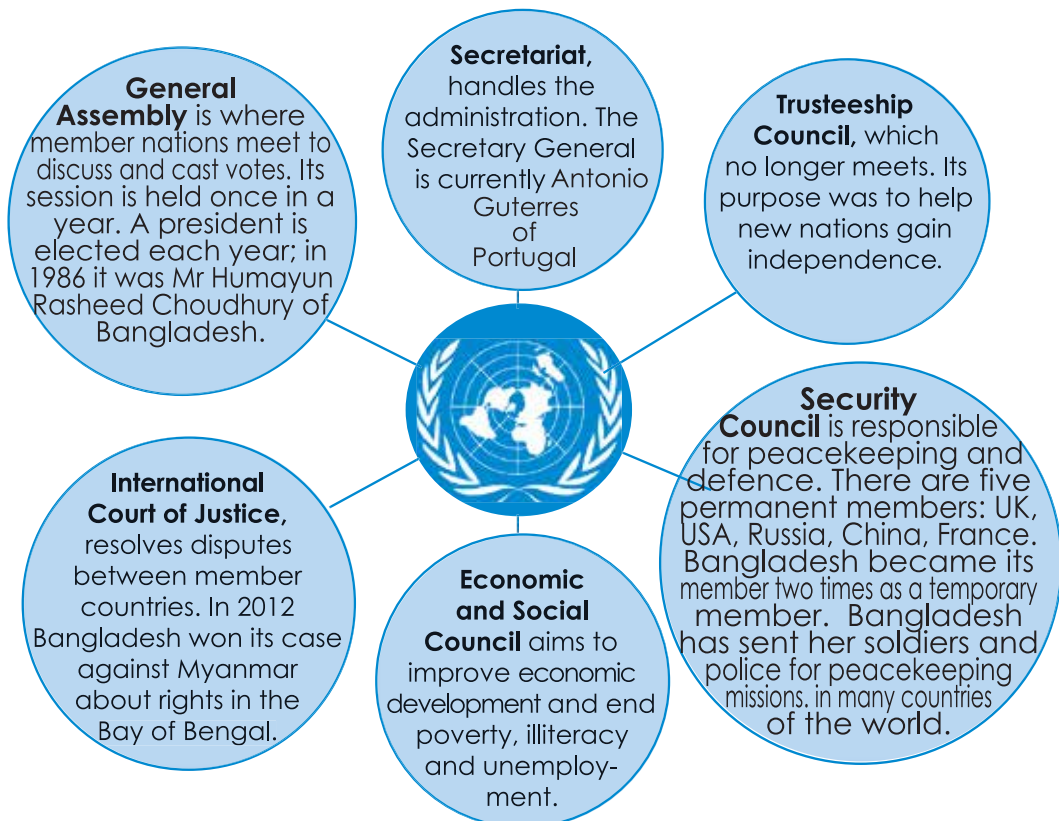 General
Assembly is where
member nations meet to
discuss and cast votes. Its
session is held once in a
year. A president is
elected each year; in
1986 it was Mr Humayun
Rasheed Choudhury of
Bangladesh.
Secretariat,
handles the
administration. The
Secretary General
is currently Antonio
Guterres
of
Portugal
Trusteeship
Council, which
no longer meets. Its
purpose was to help
new nations gain
independence.
International
Court of Justice,
resolves disputes
between member
countries. In 2012
Bangladesh won its case
against Myanmar
about rights in the
Bay of Bengal.
Economic
and Social
Council aims to
improve economic
development and end
poverty, illiteracy
and unemploy-
ment.
Security
Council is responsible
for peacekeeping and
defence. There are five
permanent members: UK,
USA, Russia, China, France.
Bangladesh became its
member two times as a temporary
member. Bangladesh
has sent her soldiers and
police for peacekeeping
missions. in many countries
of the world.